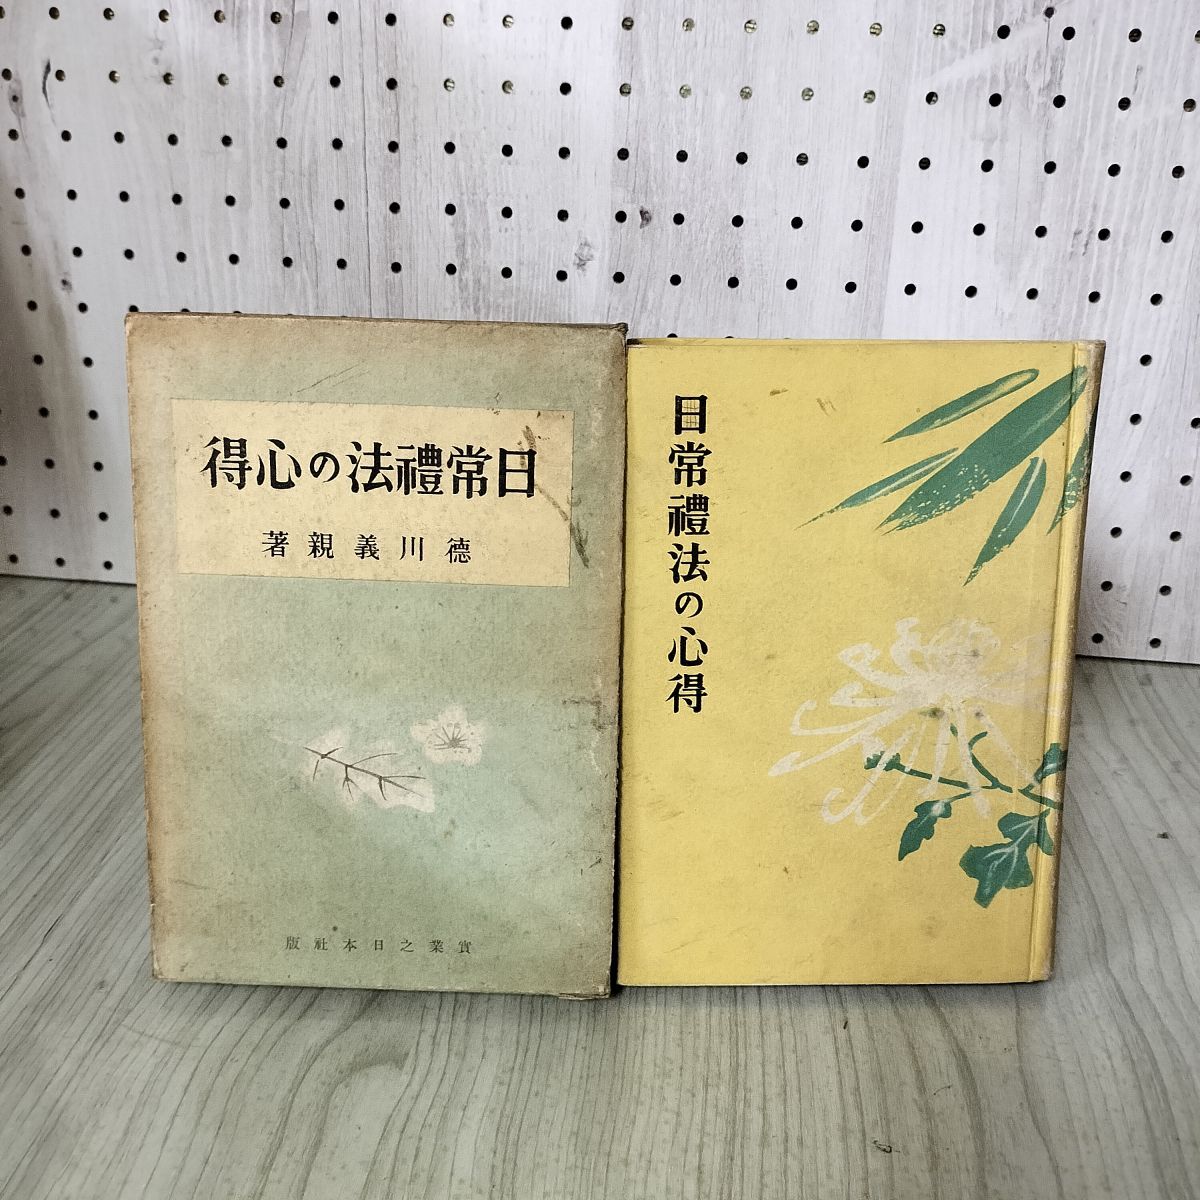 日常禮法の心得
德川義親著
實業之日本社版
日常禮法の心得